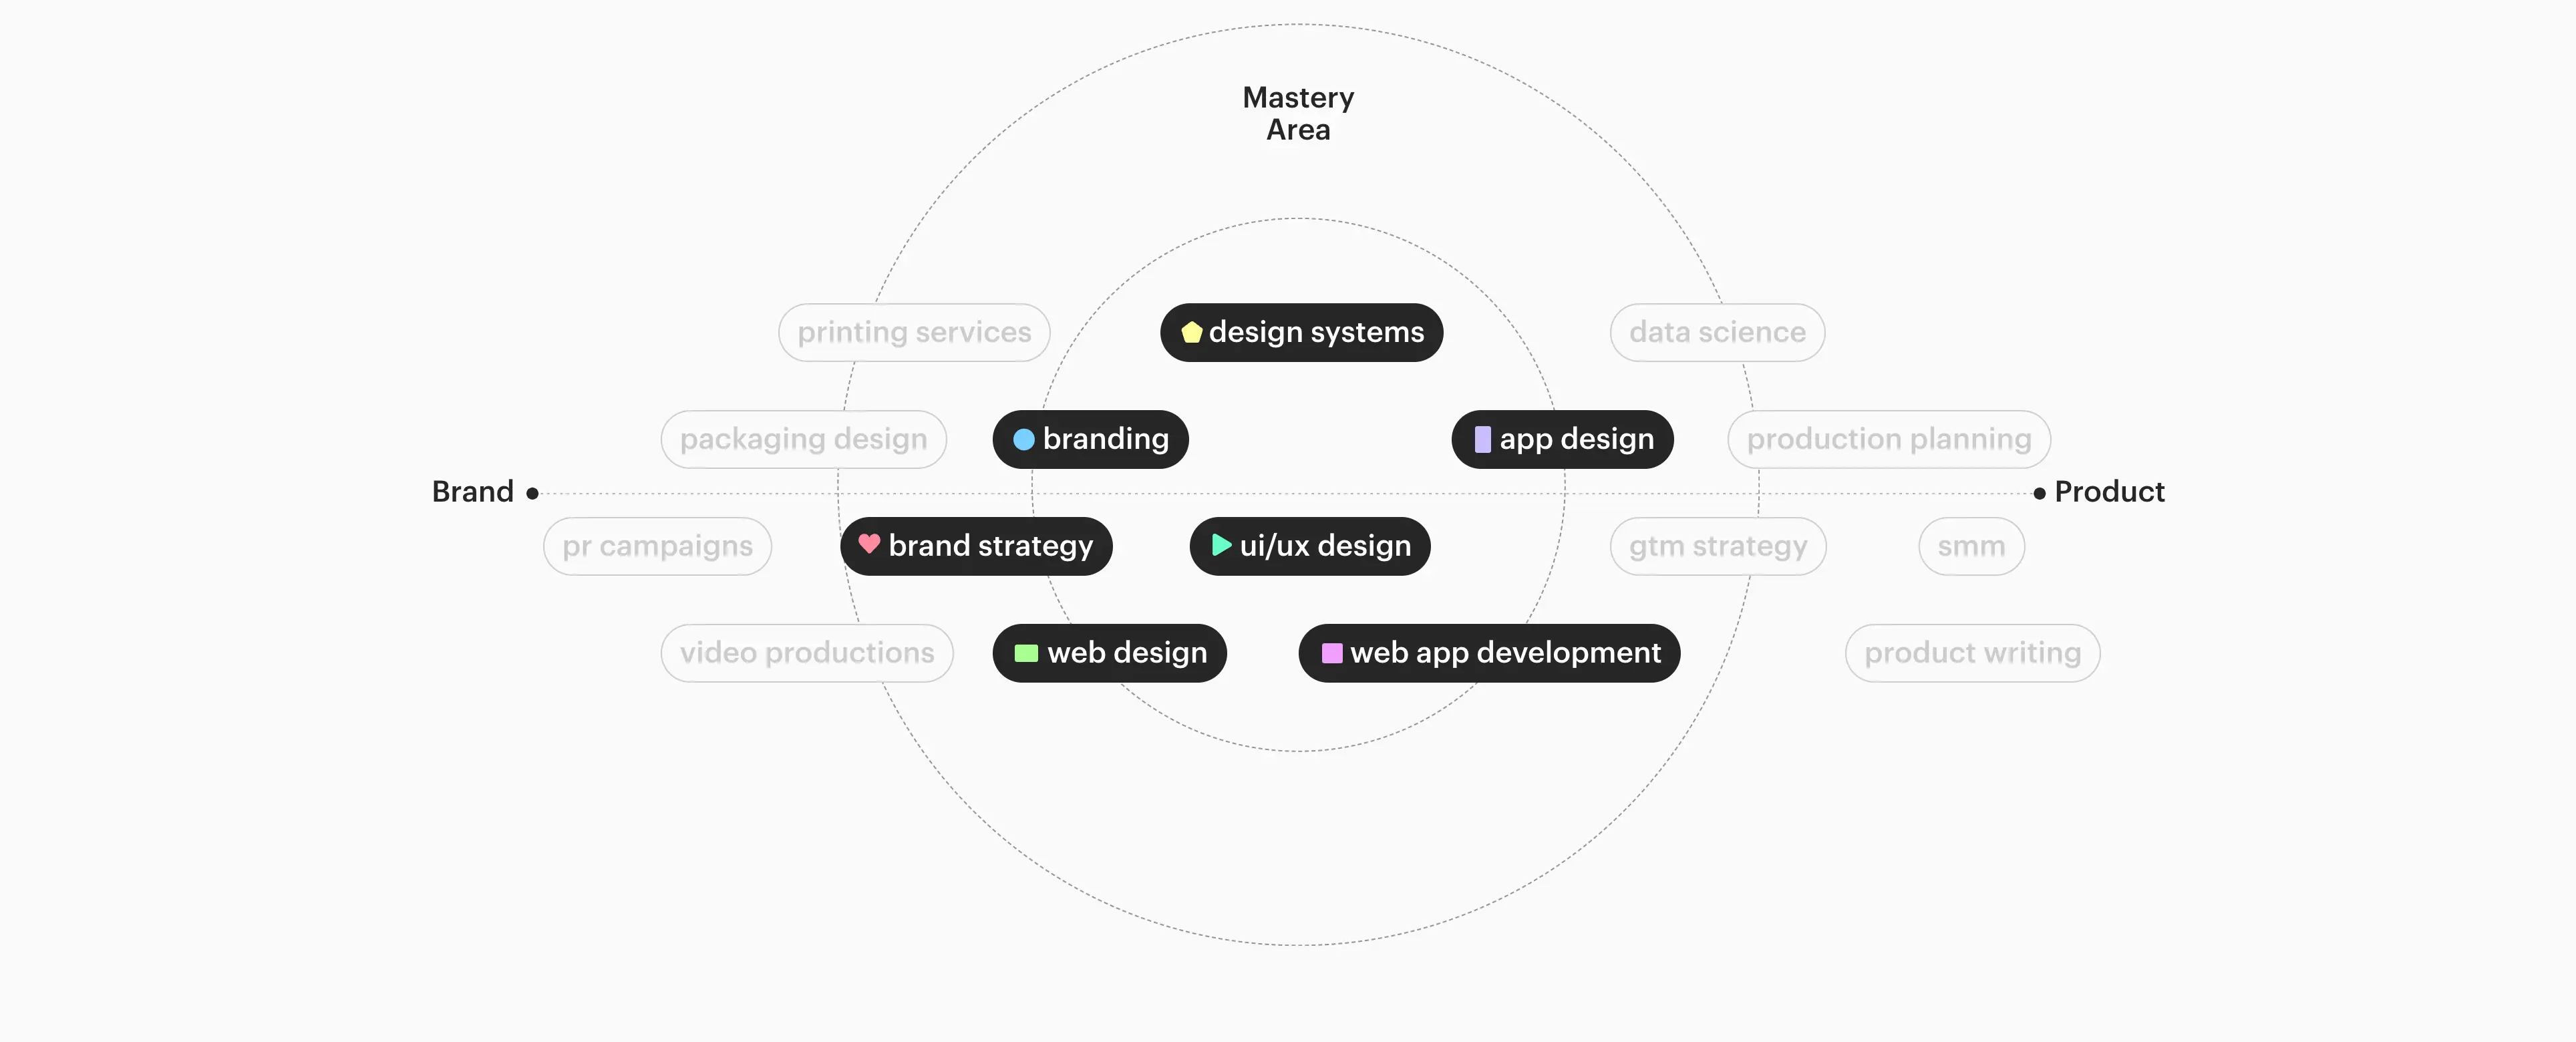 Mastery
Area
printing services
design systems
data science
packaging design
branding
app design
production planning
Brand
Product
pr campaigns
brand strategy
ui/ux design
gtm strategy
smm
video productions
web design
web app development
product writing